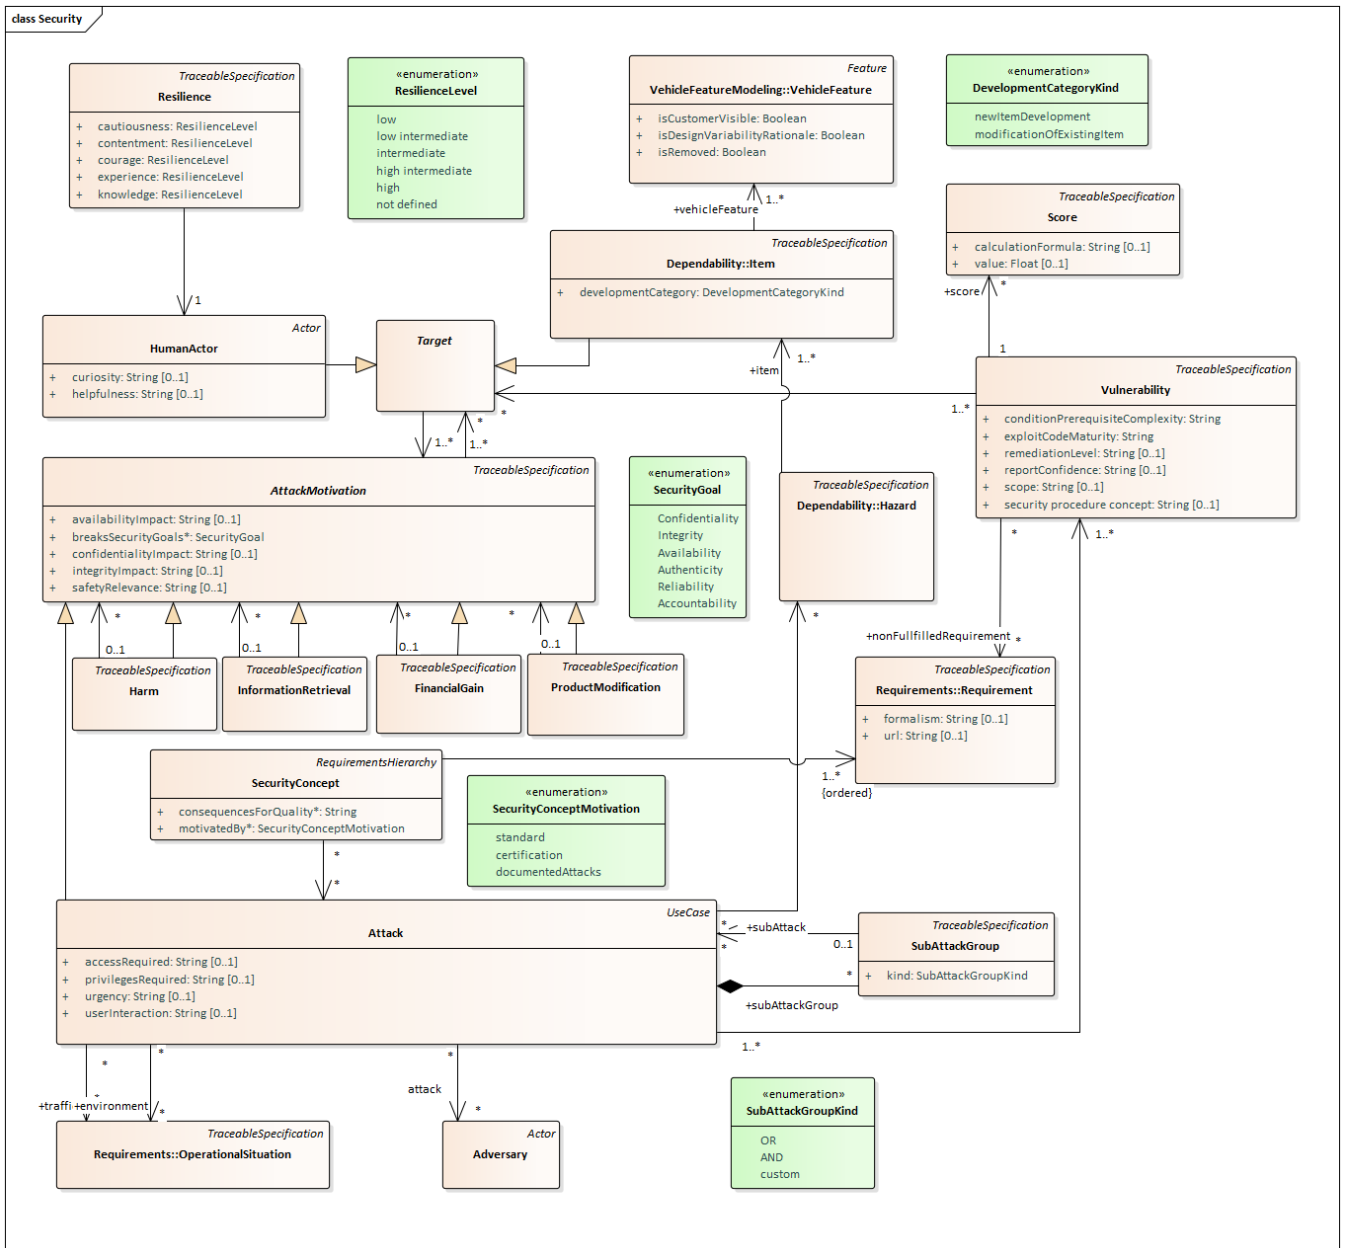 class Security
TraceableSpecification
Resilience
+ cautiousness: ResilienceLevel
+ contentment: ResilienceLevel
+ courage: ResilienceLevel
+ experience: ResilienceLevel
+ knowledge: ResilienceLevel
«enumeration»
ResilienceLevel
low
low intermediate
intermediate
high intermediate
high
not defined
Feature
VehicleFeatureModeling::VehicleFeature
+ isCustomerVisible: Boolean
+ isDesignVariabilityRationale: Boolean
+ isRemoved: Boolean
«enumeration»
DevelopmentCategoryKind
newItemDevelopment
modificationOfExistingItem
1..*
+vehicleFeature
TraceableSpecification
Score
+ calculationFormula: String [0..1]
+ value: Float [0..1]
TraceableSpecification
Dependability::Item
+ developmentCategory: DevelopmentCategoryKind
*
+score
1
1
Actor
HumanActor
+ curiosity: String [0..1]
+ helpfulness: String [0..1]
Target
1..*
+item
TraceableSpecification
Vulnerability
+ conditionPrerequisiteComplexity: String
+ exploitCodeMaturity: String
+ remediationLevel: String [0..1]
+ reportConfidence: String [0..1]
+ scope: String [0..1]
+ security procedure concept: String [0..1]
*
1..*
*
1..*
1..*
TraceableSpecification
AttackMotivation
+ availabilityImpact: String [0..1]
+ breaksSecurityGoals*: SecurityGoal
+ confidentialityImpact: String [0..1]
+ integrityImpact: String [0..1]
+ safetyRelevance: String [0..1]
«enumeration»
SecurityGoal
Confidentiality
Integrity
Availability
Authenticity
Reliability
Accountability
TraceableSpecification
Dependability::Hazard
*
1..*
*
*
*
*
*
0..1
0..1
0..1
0..1
+nonFullfilledRequirement
*
TraceableSpecification
Harm
TraceableSpecification
InformationRetrieval
TraceableSpecification
FinancialGain
TraceableSpecification
ProductModification
TraceableSpecification
Requirements::Requirement
+ formalism: String [0..1]
+ url: String [0..1]
RequirementsHierarchy
SecurityConcept
+ consequencesForQuality*: String
+ motivatedBy*: SecurityConceptMotivation
1..*
{ordered}
«enumeration»
SecurityConceptMotivation
standard
certification
documentedAttacks
*
*
UseCase
Attack
+ accessRequired: String [0..1]
+ privilegesRequired: String [0..1]
+ urgency: String [0..1]
+ userInteraction: String [0..1]
*
+subAttack
*
0..1
TraceableSpecification
SubAttackGroup
+ kind: SubAttackGroupKind
*
+subAttackGroup
1..*
*
*
*
attack
*
+traffi
+environment
*
*
TraceableSpecification
Requirements::OperationalSituation
Actor
Adversary
«enumeration»
SubAttackGroupKind
OR
AND
custom